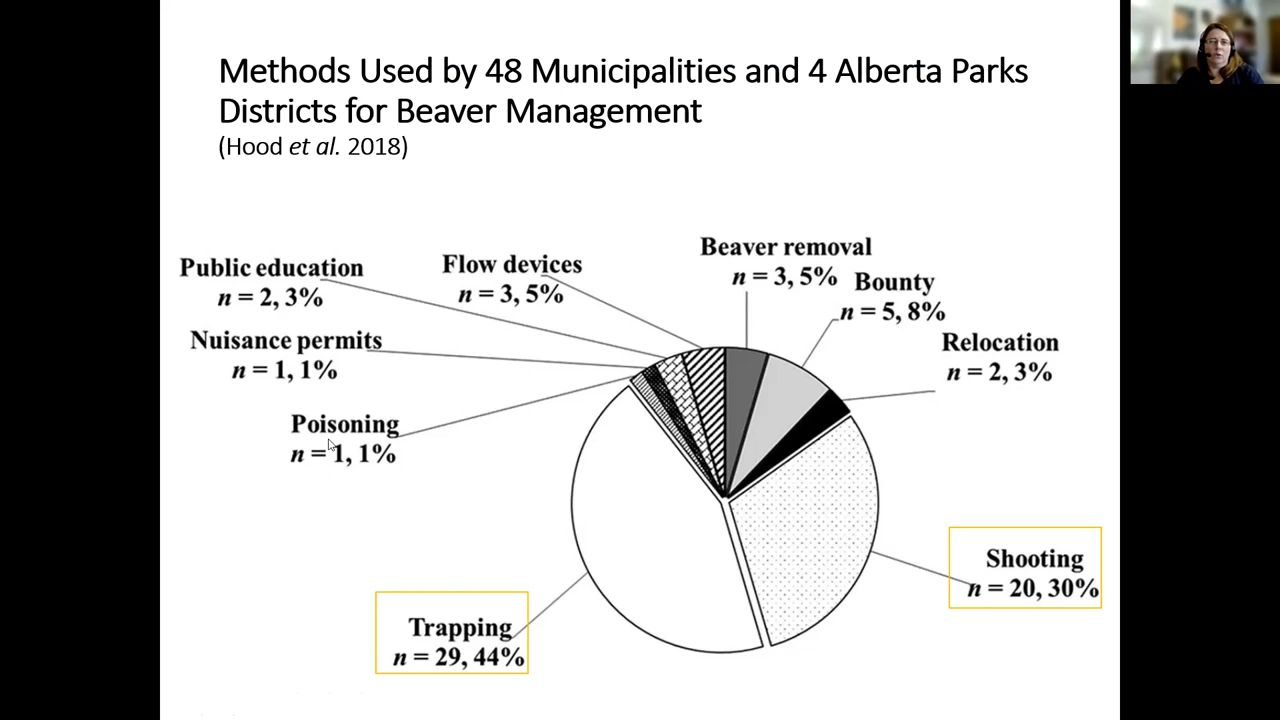 Methods Used by 48 Municipalities and 4 Alberta Parks
Districts for Beaver Management
(Hood et al. 2018)
Public education
n = 2, 3%
Flow devices
n = 3, 5%
Beaver removal
n = 3, 5%
Bounty
n = 5, 8%
Relocation
n = 2, 3%
Nuisance permits
n = 1, 1%
Poisoning
n = 1, 1%
Shooting
n = 20, 30%
Trapping
n = 29, 44%